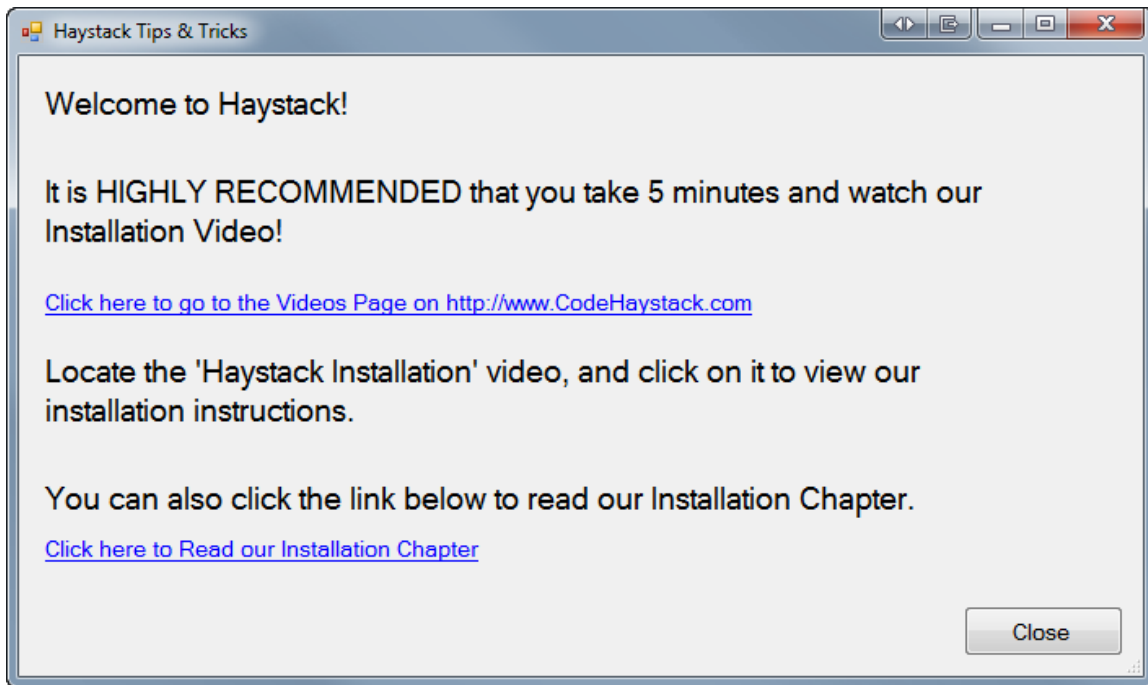 Haystack Tips & Tricks
Welcome to Haystack!
It is HIGHLY RECOMMENDED that you take 5 minutes and watch our
Installation Video!
Click here to go to the Videos Page on http://www.CodeHaystack.com
Locate the 'Haystack Installation' video, and click on it to view our
installation instructions.
You can also click the link below to read our Installation Chapter.
Click here to Read our Installation Chapter
Close